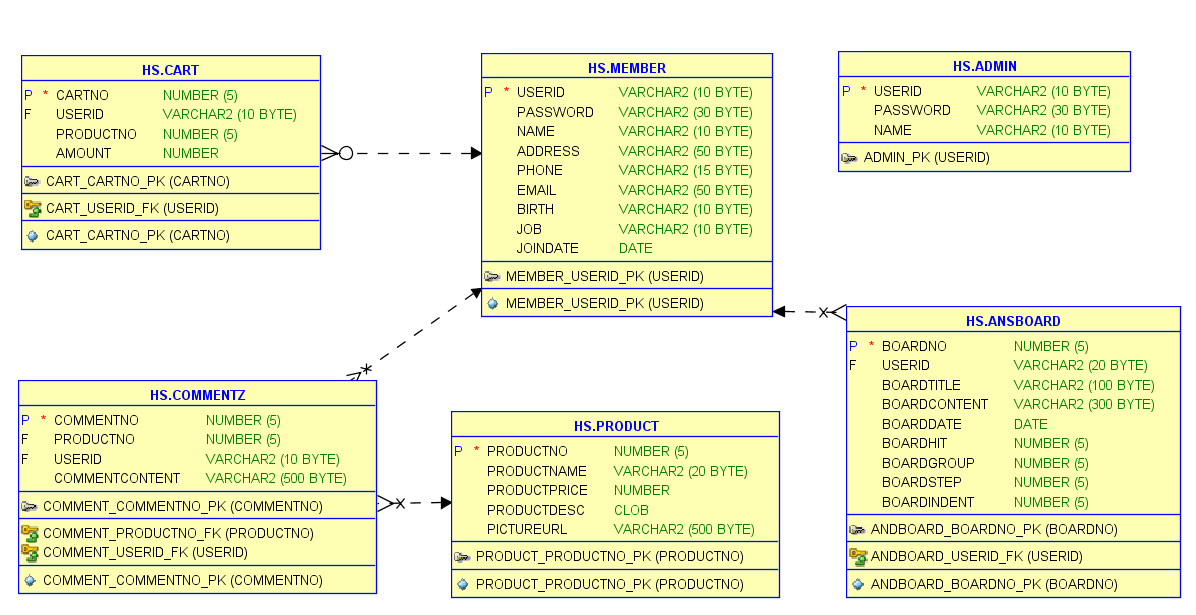 HS.CART
P * CARTNO NUMBER (5)
F USERID VARCHAR2 (10 BYTE)
PRODUCTNO NUMBER (5)
AMOUNT NUMBER
CART_CARTNO_PK (CARTNO)
CART_USERID_FK (USERID)
CART_CARTNO_PK (CARTNO)
HS.MEMBER
P * USERID VARCHAR2 (10 BYTE)
PASSWORD VARCHAR2 (30 BYTE)
NAME VARCHAR2 (10 BYTE)
ADDRESS VARCHAR2 (50 BYTE)
PHONE VARCHAR2 (15 BYTE)
EMAIL VARCHAR2 (50 BYTE)
BIRTH VARCHAR2 (10 BYTE)
JOB VARCHAR2 (10 BYTE)
JOINDATE DATE
MEMBER_USERID_PK (USERID)
MEMBER_USERID_PK (USERID)
HS.ADMIN
P * USERID VARCHAR2 (10 BYTE)
PASSWORD VARCHAR2 (30 BYTE)
NAME VARCHAR2 (10 BYTE)
ADMIN_PK (USERID)
HS.COMMENTZ
P * COMMENTNO NUMBER (5)
F PRODUCTNO NUMBER (5)
F USERID VARCHAR2 (10 BYTE)
COMMENTCONTENT VARCHAR2 (500 BYTE)
COMMENT_COMMENTNO_PK (COMMENTNO)
COMMENT_PRODUCTNO_FK (PRODUCTNO)
COMMENT_USERID_FK (USERID)
COMMENT_COMMENTNO_PK (COMMENTNO)
HS.PRODUCT
P * PRODUCTNO NUMBER (5)
PRODUCTNAME VARCHAR2 (20 BYTE)
PRODUCTPRICE NUMBER
PRODUCTDESC CLOB
PICTUREURL VARCHAR2 (500 BYTE)
PRODUCT_PRODUCTNO_PK (PRODUCTNO)
PRODUCT_PRODUCTNO_PK (PRODUCTNO)
HS.ANSBOARD
P * BOARDNO NUMBER (5)
F USERID VARCHAR2 (20 BYTE)
BOARDTITLE VARCHAR2 (100 BYTE)
BOARDCONTENT VARCHAR2 (300 BYTE)
BOARDDATE DATE
BOARDHIT NUMBER (5)
BOARDGROUP NUMBER (5)
BOARDSTEP NUMBER (5)
BOARDINDENT NUMBER (5)
ANDBOARD_BOARDNO_PK (BOARDNO)
ANDBOARD_USERID_FK (USERID)
ANDBOARD_BOARDNO_PK (BOARDNO)